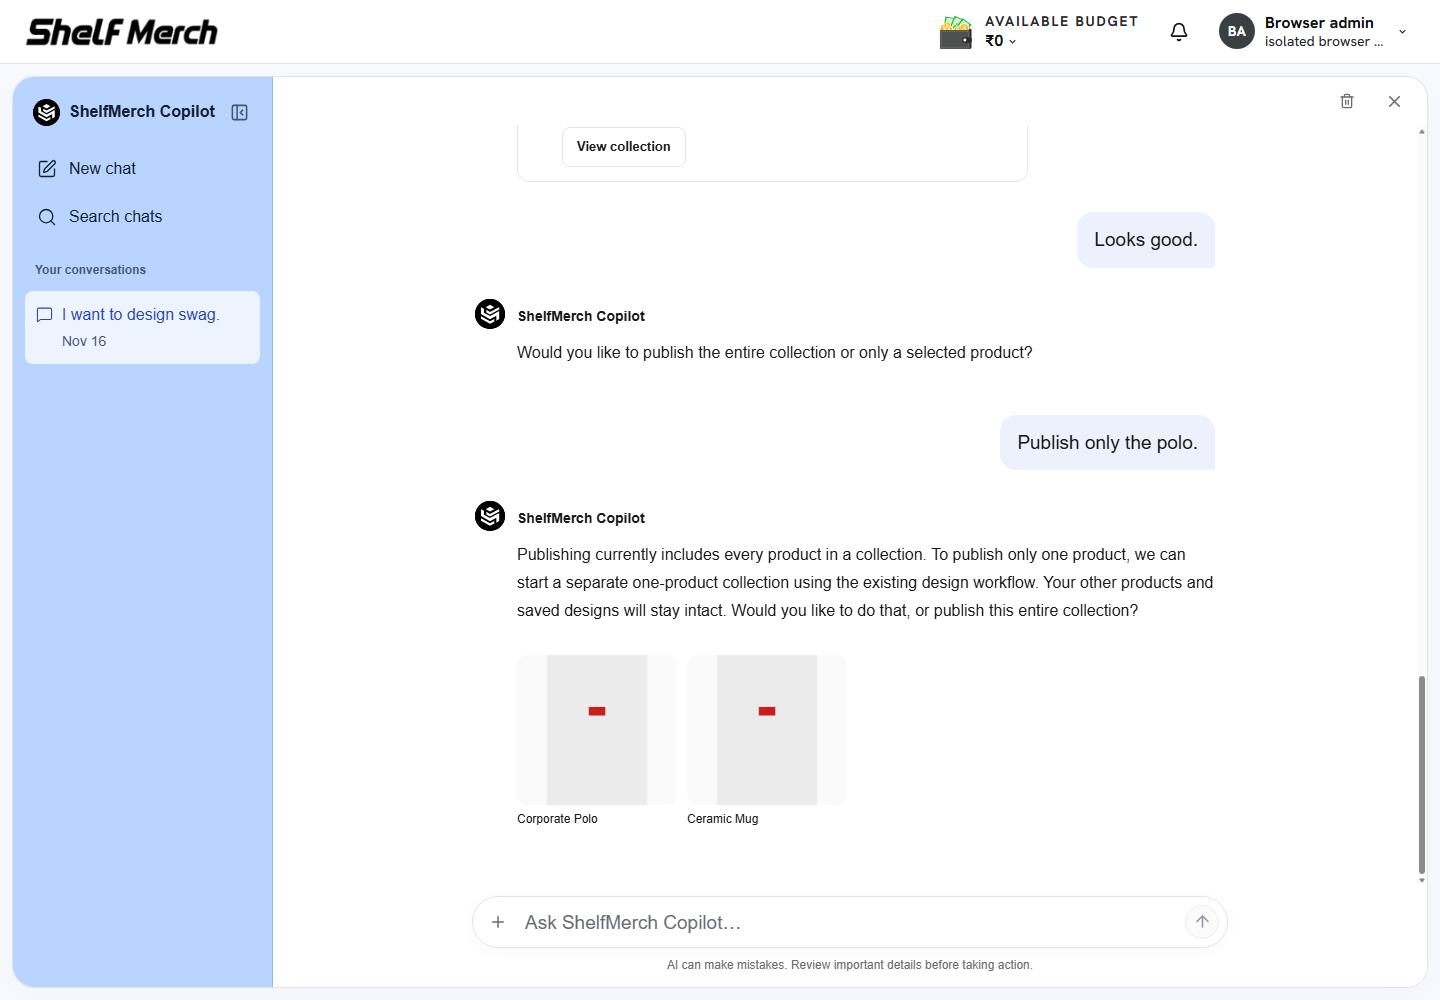 Shelf Merch
AVAILABLE BUDGET
₹0
BA
Browser admin
isolated browser ...
ShelfMerch Copilot
New chat
Search chats
Your conversations
I want to design swag.
Nov 16
View collection
Looks good.
ShelfMerch Copilot
Would you like to publish the entire collection or only a selected product?
Publish only the polo.
ShelfMerch Copilot
Publishing currently includes every product in a collection. To publish only one product, we can
start a separate one-product collection using the existing design workflow. Your other products and
saved designs will stay intact. Would you like to do that, or publish this entire collection?
Corporate Polo
Ceramic Mug
Ask ShelfMerch Copilot…
AI can make mistakes. Review important details before taking action.